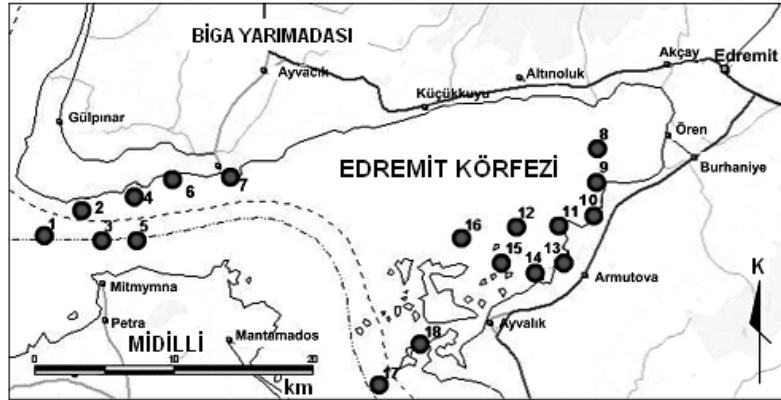 BİGA YARIMADASI
Akçay
Edremit
Ayvacık
Altınoluk
Küçükkuyu
Gülpınar
Ören
8
EDREMİT KÖRFEZİ
Burhaniye
7
6
9
4
2
10
12
11
1
3
5
16
15
13
14
Armutova
K
Mitmymna
Petra
Ayvalık
MİDİLLİ
Mantamados
18
0
10
20
km
17